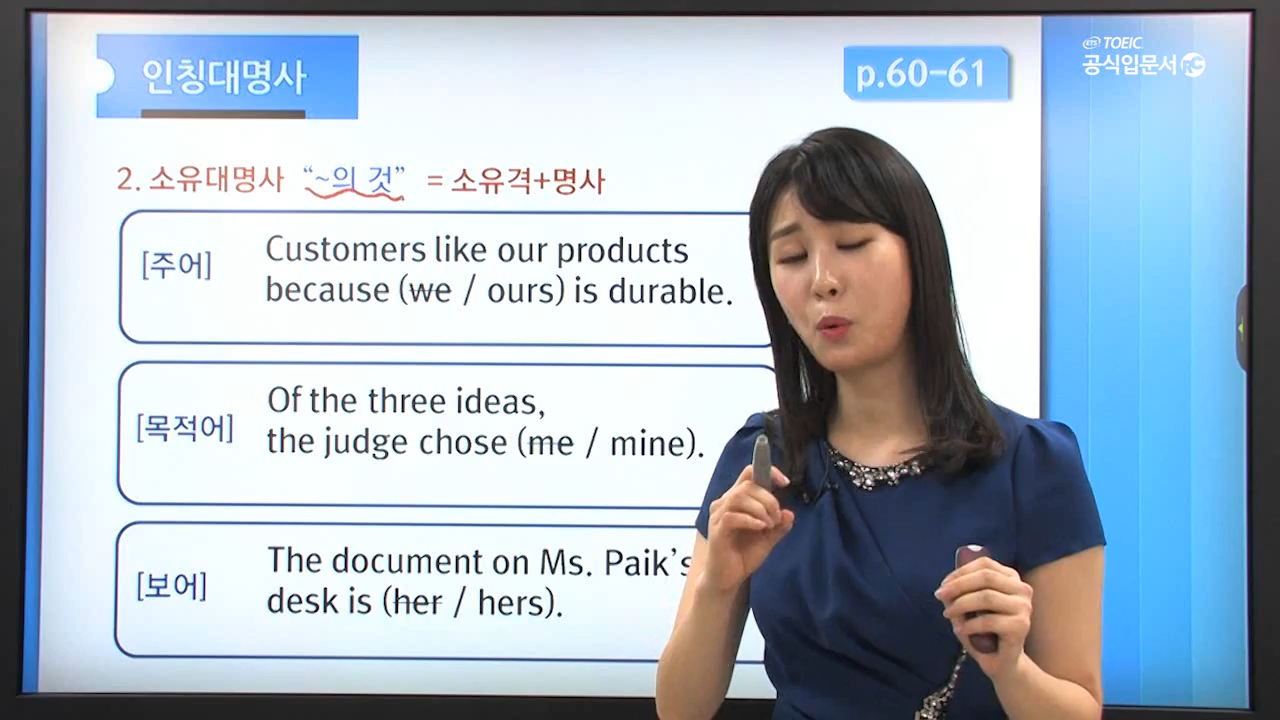 인칭대명사
p.60-61
ETS TOEIC
공식입문서 RC
2. 소유대명사 “~의 것” = 소유격+명사
[주어]
Customers like our products
because (we / ours) is durable.
[목적어]
Of the three ideas,
the judge chose (me / mine).
[보어]
The document on Ms. Paik’s
desk is (her / hers).